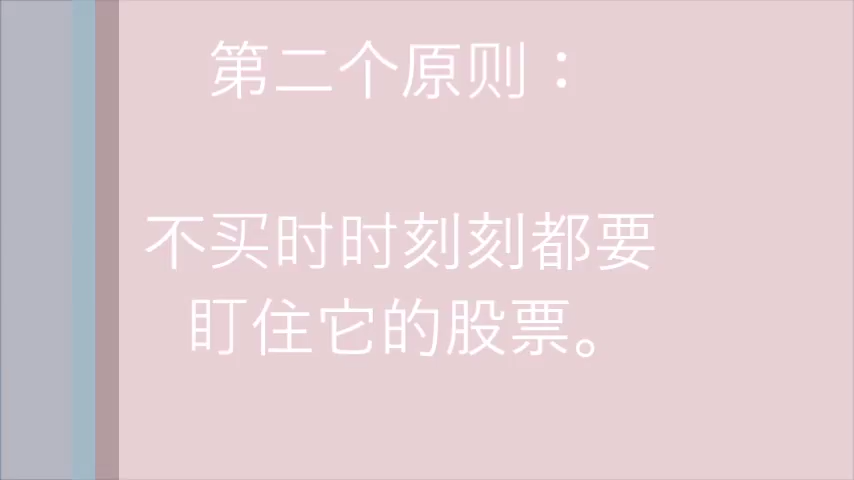 第二个原则：
不买时时刻刻都要
盯住它的股票。